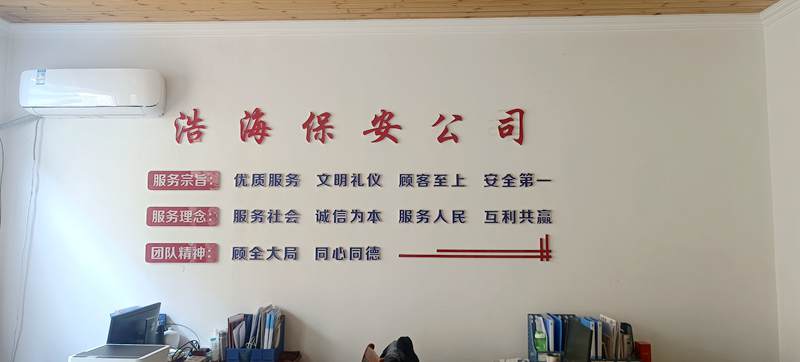 浩海保安公司
服务宗旨： 优质服务 文明礼仪 顾客至上 安全第一
服务理念： 服务社会 诚信为本 服务人民 互利共赢
团队精神： 顾全大局 同心同德